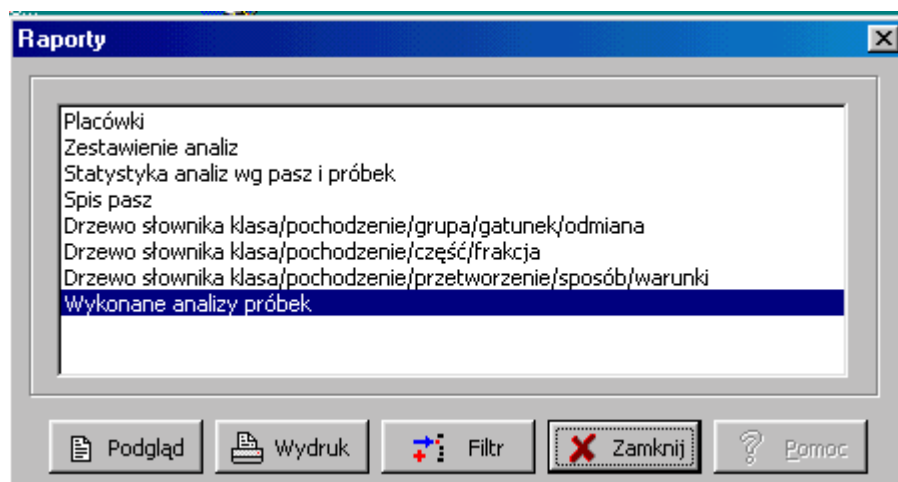 Raporty
Placówki
Zestawienie analiz
Statystyka analiz wg pasz i próbek
Spis pasz
Drzewo słownika klasa/pochodzenie/grupa/gatunek/odmiana
Drzewo słownika klasa/pochodzenie/część/frakcja
Drzewo słownika klasa/pochodzenie/przetworzenie/sposób/warunki
Wykonane analizy próbek
Podgląd Wydruk Filtr Zamknij Pomoc